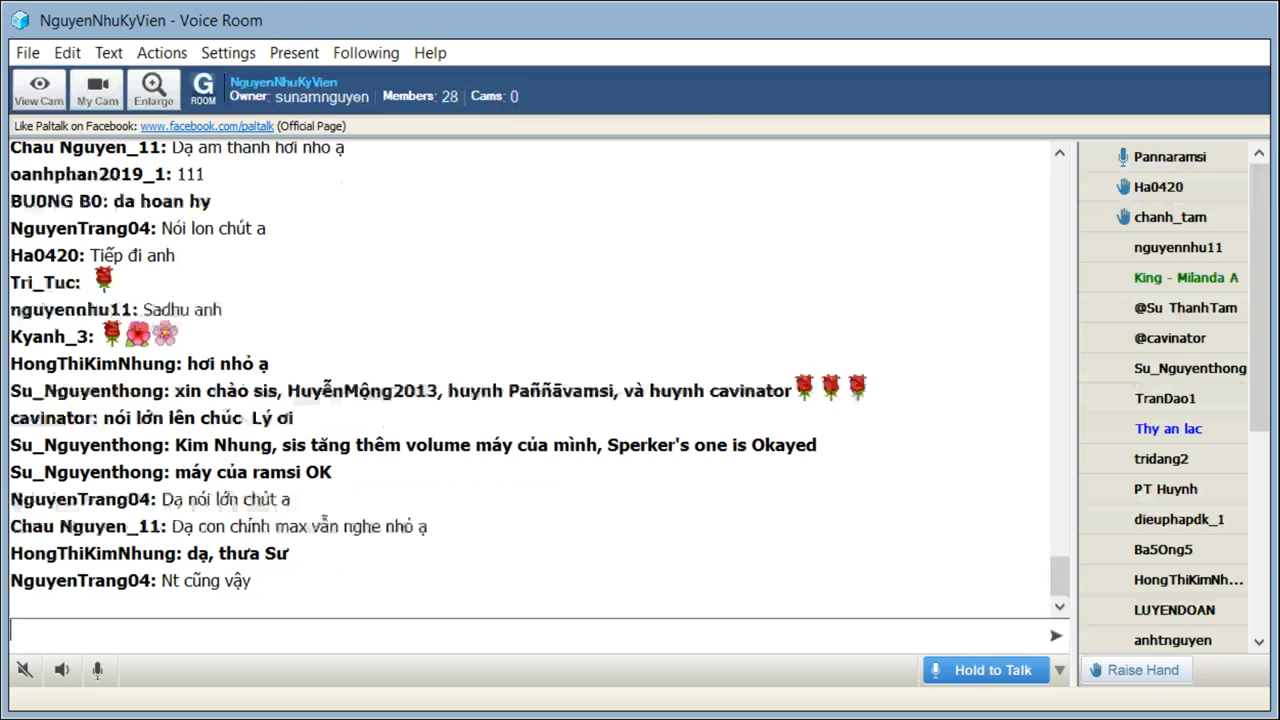 NguyenNhuKyVien - Voice Room
File Edit Text Actions Settings Present Following Help
View Cam My Cam Enlarge G ROOM
NguyenNhuKyVien
Owner: sunamnguyen Members: 28 Cams: 0
Like Paltalk on Facebook: www.facebook.com/paltalk (Official Page)
Chau Nguyen_11: Dạ am thanh hơi nho ạ
oanhphan2019_1: 111
BU0NG B0: da hoan hy
NguyenTrang04: Nói lon chút a
Ha0420: Tiếp đi anh
Tri_Tuc:
nguyennhu11: Sadhu anh
Kyanh_3:
HongThiKimNhung: hơi nhỏ ạ
Su_Nguyenthong: xin chào sis, HuyễnMộng2013, huynh Paññāvamsi, và huynh cavinator
cavinator: nói lớn lên chúc Lý ơi
Su_Nguyenthong: Kim Nhung, sis tăng thêm volume máy của mình, Sperker's one is Okayed
Su_Nguyenthong: máy của ramsi OK
NguyenTrang04: Dạ nói lớn chút a
Chau Nguyen_11: Dạ con chỉnh max vẫn nghe nhỏ ạ
HongThiKimNhung: dạ, thưa Sư
NguyenTrang04: Nt cũng vậy
Hold to Talk
Pannaramsi
Ha0420
chanh_tam
nguyennhu11
King - Milanda A
@Su ThanhTam
@cavinator
Su_Nguyenthong
TranDao1
Thy an lac
tridang2
PT Huynh
dieuphapdk_1
Ba5Ong5
HongThiKimNh...
LUYENDOAN
anhtnguyen
Raise Hand